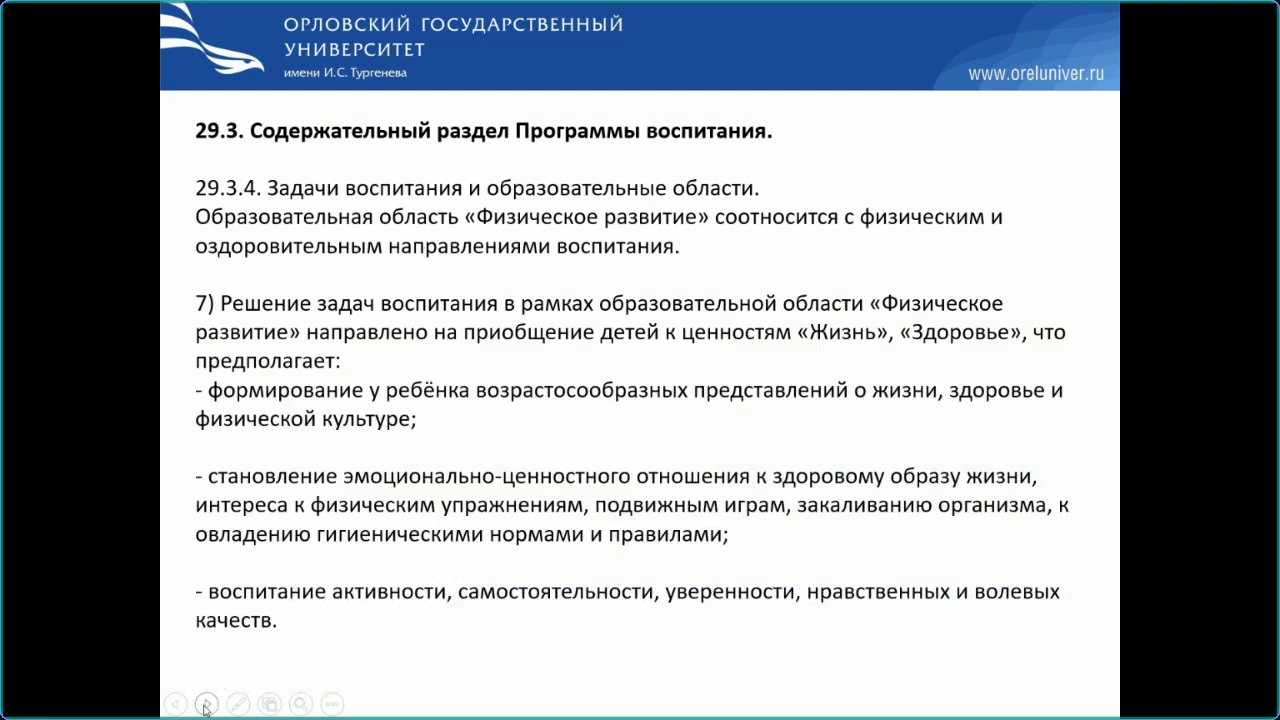 ОРЛОВСКИЙ ГОСУДАРСТВЕННЫЙ
УНИВЕРСИТЕТ
имени И.С. Тургенева
www.oreluniver.ru
29.3. Содержательный раздел Программы воспитания.
29.3.4. Задачи воспитания и образовательные области.
Образовательная область «Физическое развитие» соотносится с физическим и
оздоровительным направлениями воспитания.
7) Решение задач воспитания в рамках образовательной области «Физическое
развитие» направлено на приобщение детей к ценностям «Жизнь», «Здоровье», что
предполагает:
- формирование у ребёнка возрастосообразных представлений о жизни, здоровье и
физической культуре;
- становление эмоционально-ценностного отношения к здоровому образу жизни,
интереса к физическим упражнениям, подвижным играм, закаливанию организма, к
овладению гигиеническими нормами и правилами;
- воспитание активности, самостоятельности, уверенности, нравственных и волевых
качеств.